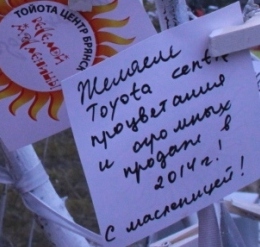 ТОЙОТА ЦЕНТР БРЯНСК
Желаем
Toyota centr
процветания
и огромных
продаж в
2014г.!
С масленицей!